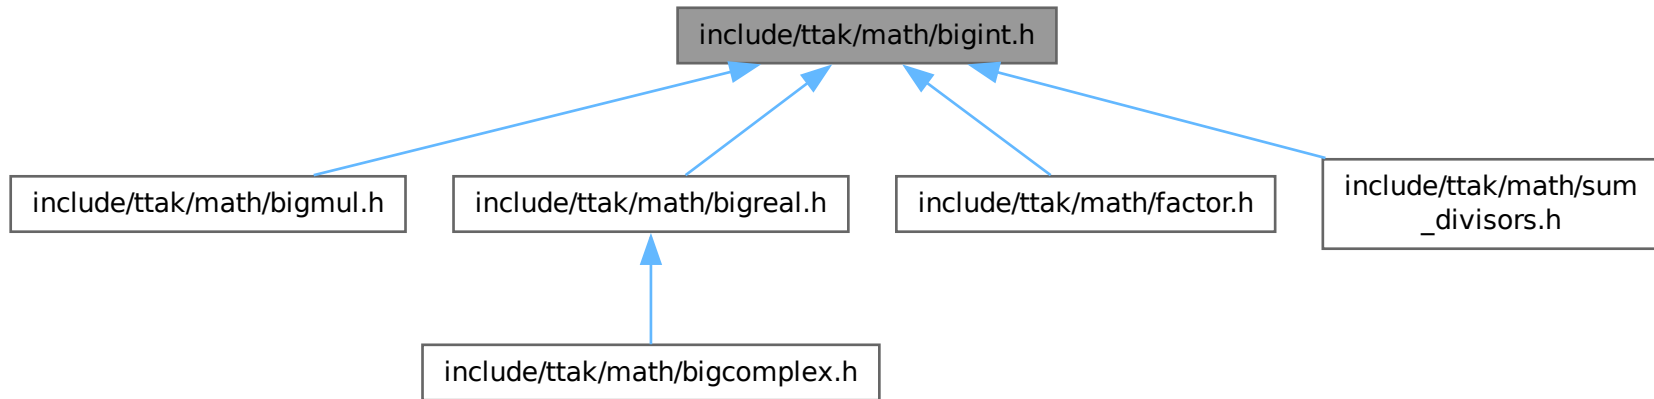 include/ttak/math/bigint.h
include/ttak/math/bigmul.h
include/ttak/math/bigreal.h
include/ttak/math/factor.h
include/ttak/math/sum
_divisors.h
include/ttak/math/bigcomplex.h